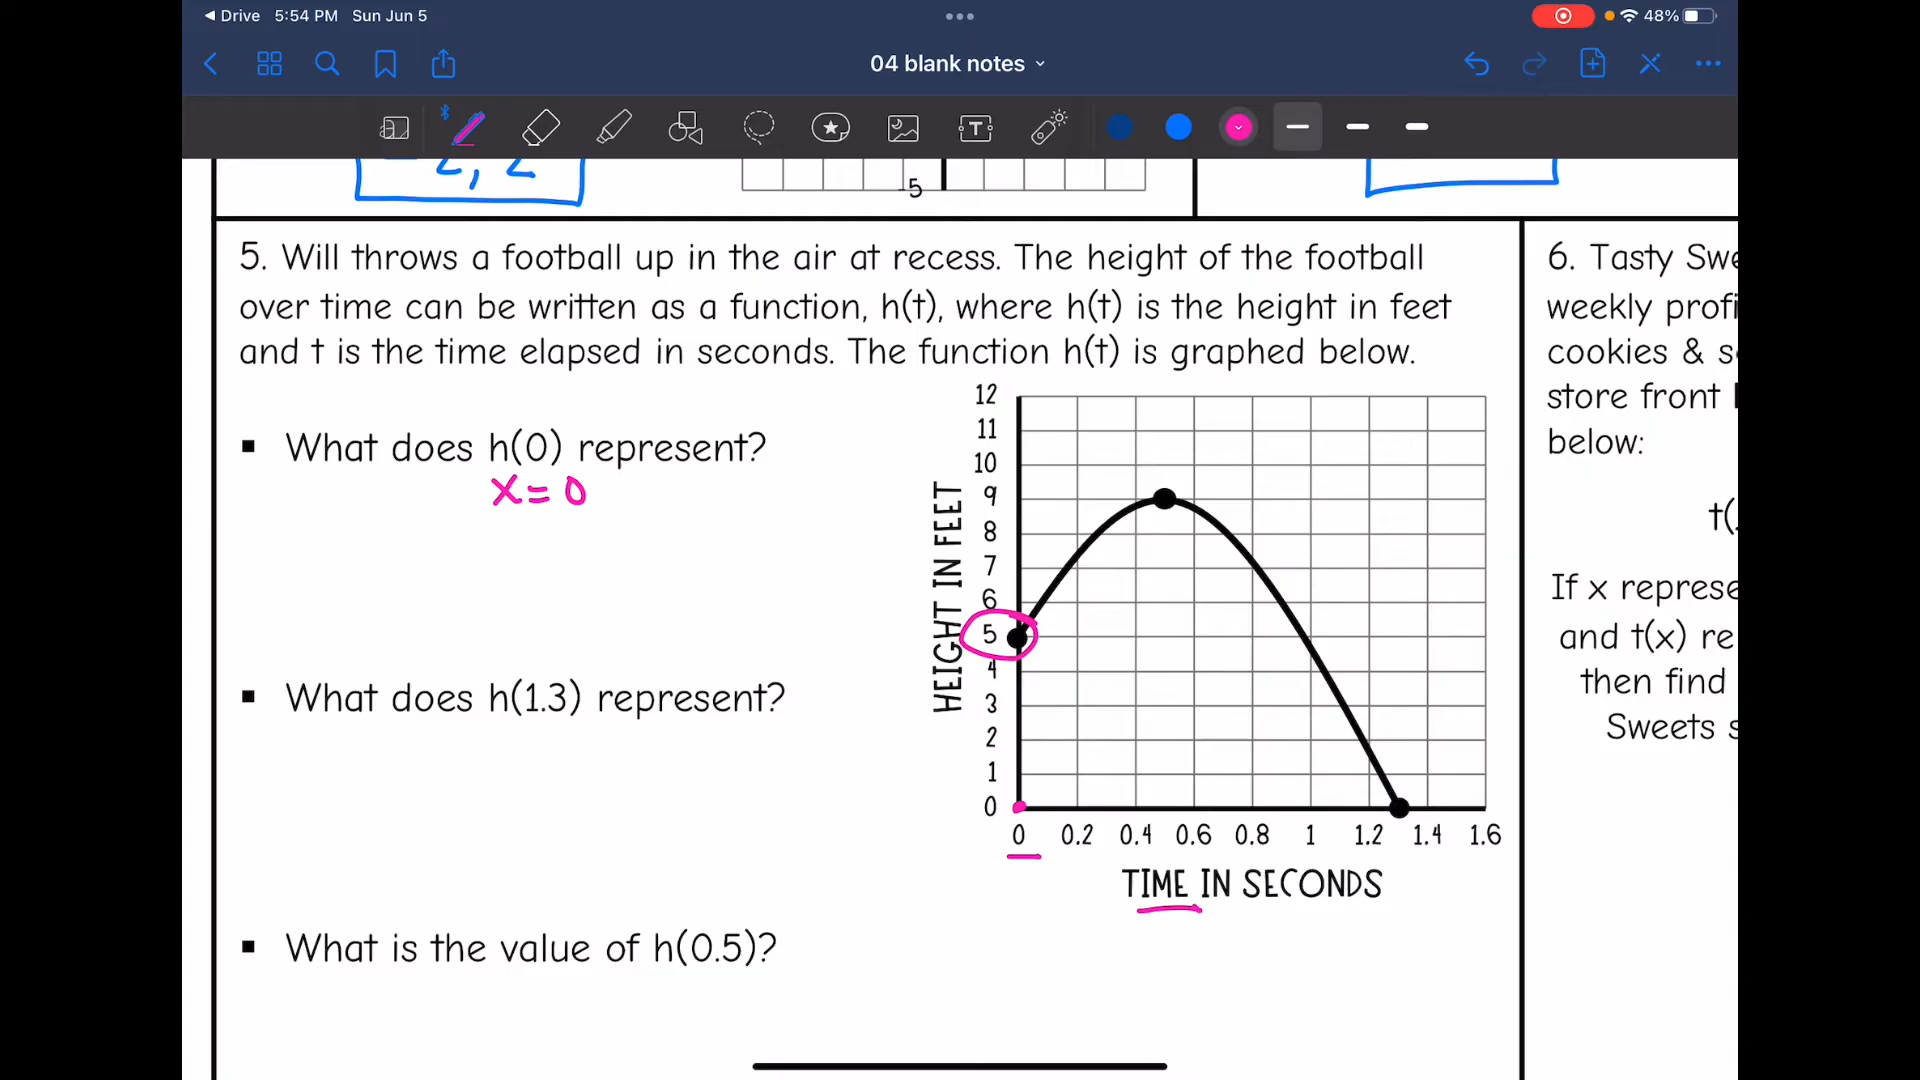 Drive 5:54 PM Sun Jun 5
48%
04 blank notes
2, 2
-5
5. Will throws a football up in the air at recess. The height of the football
over time can be written as a function, h(t), where h(t) is the height in feet
and t is the time elapsed in seconds. The function h(t) is graphed below.
▪ What does h(0) represent?
x=0
▪ What does h(1.3) represent?
▪ What is the value of h(0.5)?
HEIGHT IN FEET
12
11
10
9
8
7
6
5
4
3
2
1
0
0 0.2 0.4 0.6 0.8 1 1.2 1.4 1.6
TIME IN SECONDS
6. Tasty Swe
weekly profi
cookies & s
store front
below:
t(
If x represe
and t(x) re
then find
Sweets s